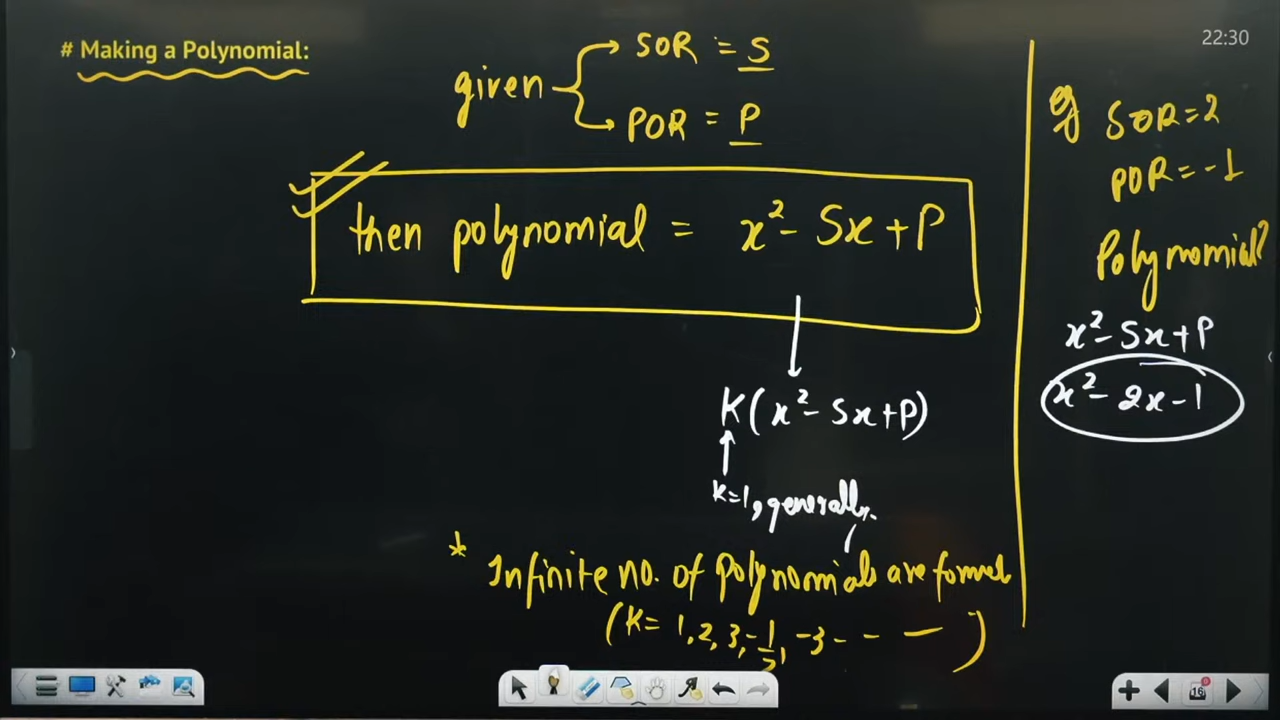 # Making a Polynomial:
22:30
given
SOR = S
POR = P
then polynomial = x² - Sx + P
K(x² - Sx + P)
K=1, generally.
* Infinite no. of polynomials are formed
(K= 1, 2, 3, -1/2, -3 - - —)
eg SOR=2
POR=-1
Polynomial?
x² - Sx + P
x² - 2x - 1
16